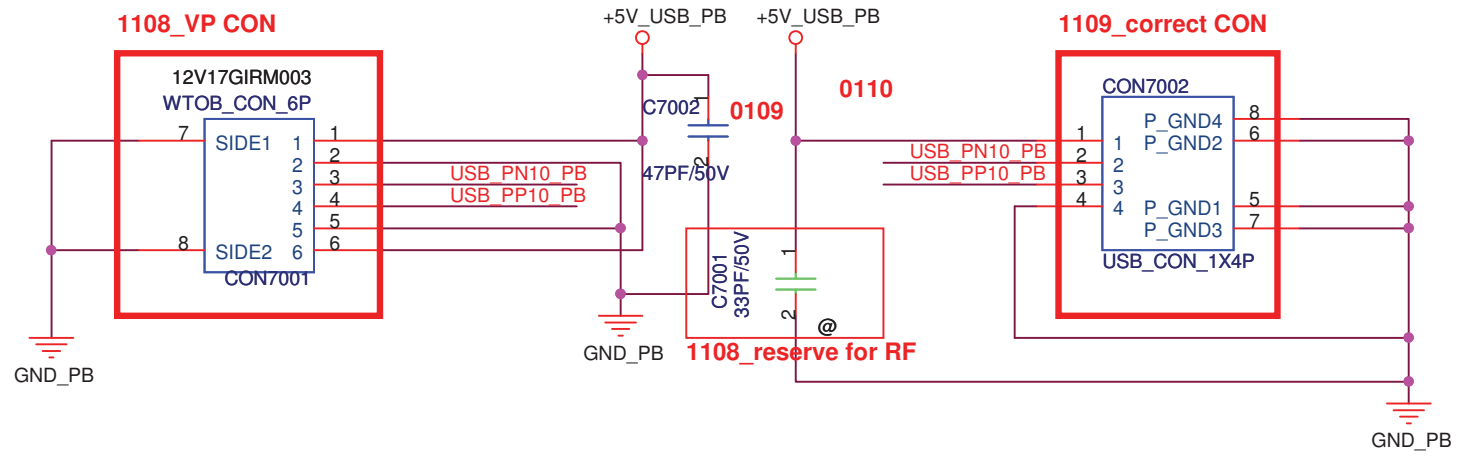 1108_VP CON
12V17GIRM003
WTOB_CON_6P
7
SIDE1
8
SIDE2
1
2
3
4
5
6
1
2
3
4
5
6
CON7001
GND_PB
USB_PN10_PB
USB_PP10_PB
+5V_USB_PB
C7002
1
2
47PF/50V
0109
GND_PB
+5V_USB_PB
0110
C7001
33PF/50V
1
2
@
1108_reserve for RF
1109_correct CON
CON7002
USB_PN10_PB
USB_PP10_PB
1
2
3
4
1
2
3
4
P_GND4
P_GND2
P_GND1
P_GND3
8
6
5
7
USB_CON_1X4P
GND_PB